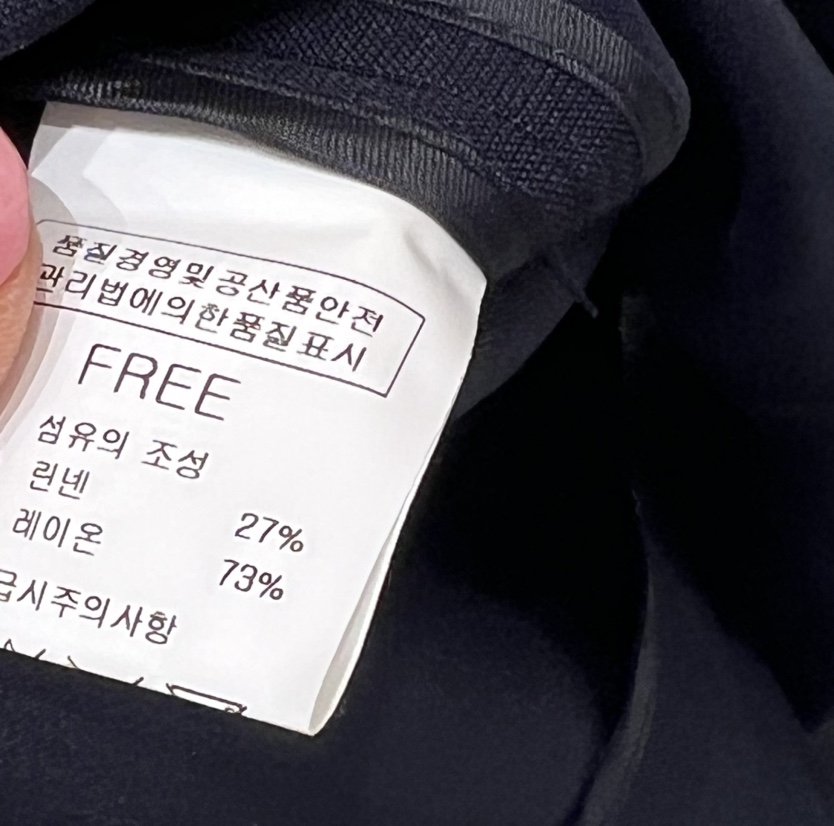 품질경영및공산품안전
관리법에의한품질표시
FREE
섬유의 조성
린넨 27%
레이온 73%
급시주의사항